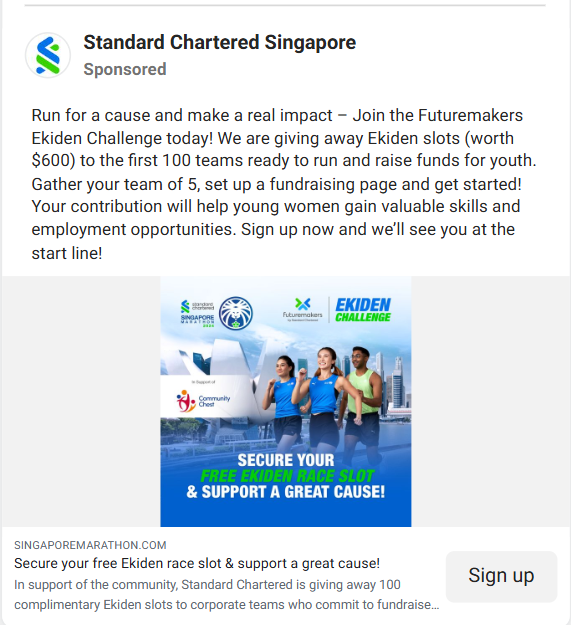 Standard Chartered Singapore
Sponsored
Run for a cause and make a real impact – Join the Futuremakers
Ekiden Challenge today! We are giving away Ekiden slots (worth
$600) to the first 100 teams ready to run and raise funds for youth.
Gather your team of 5, set up a fundraising page and get started!
Your contribution will help young women gain valuable skills and
employment opportunities. Sign up now and we’ll see you at the
start line!
standard
chartered
SINGAPORE
MARATHON
Futuremakers
by Standard Chartered
EKIDEN
CHALLENGE
In Support of
Community
Chest
SECURE YOUR
FREE EKIDEN RACE SLOT
& SUPPORT A GREAT CAUSE!
SINGAPOREMARATHON.COM
Secure your free Ekiden race slot & support a great cause!
In support of the community, Standard Chartered is giving away 100
complimentary Ekiden slots to corporate teams who commit to fundraise…
Sign up